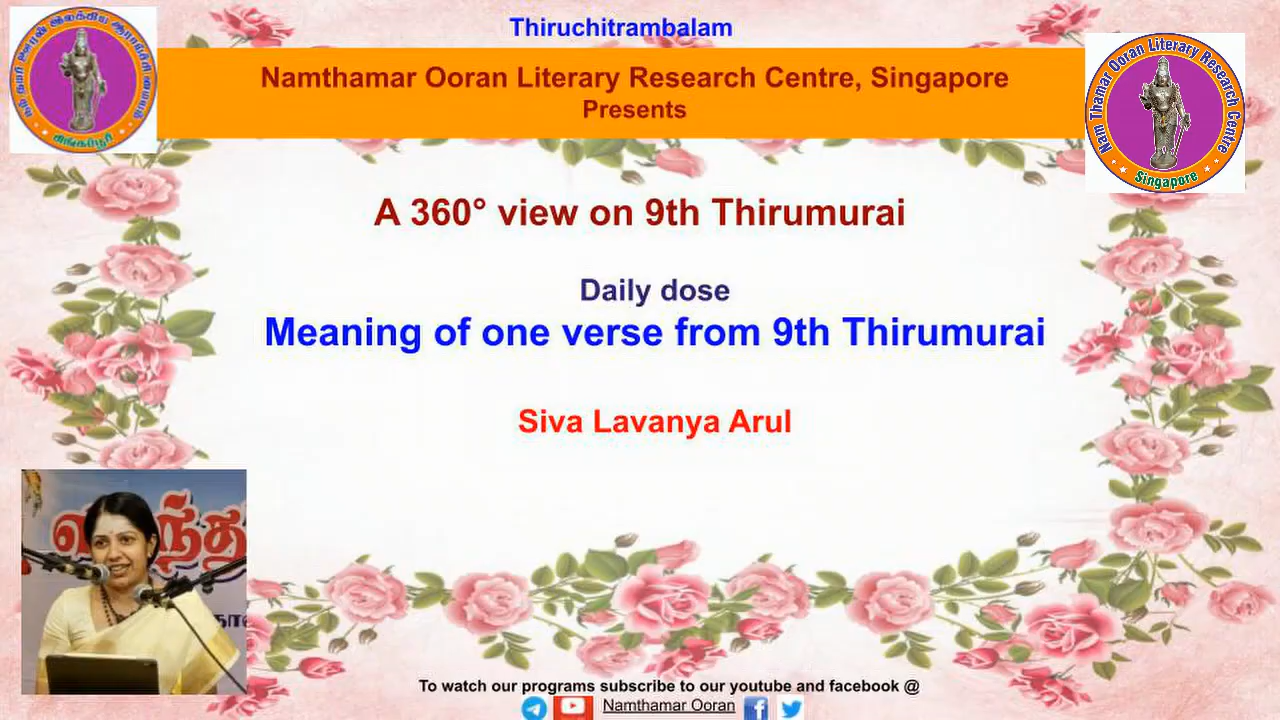 Thiruchitrambalam
Namthamar Ooran Literary Research Centre, Singapore
Presents
Nam Thamar Ooran Literary Research Centre
Singapore
A 360° view on 9th Thirumurai
Daily dose
Meaning of one verse from 9th Thirumurai
Siva Lavanya Arul
To watch our programs subscribe to our youtube and facebook @
Namthamar Ooran